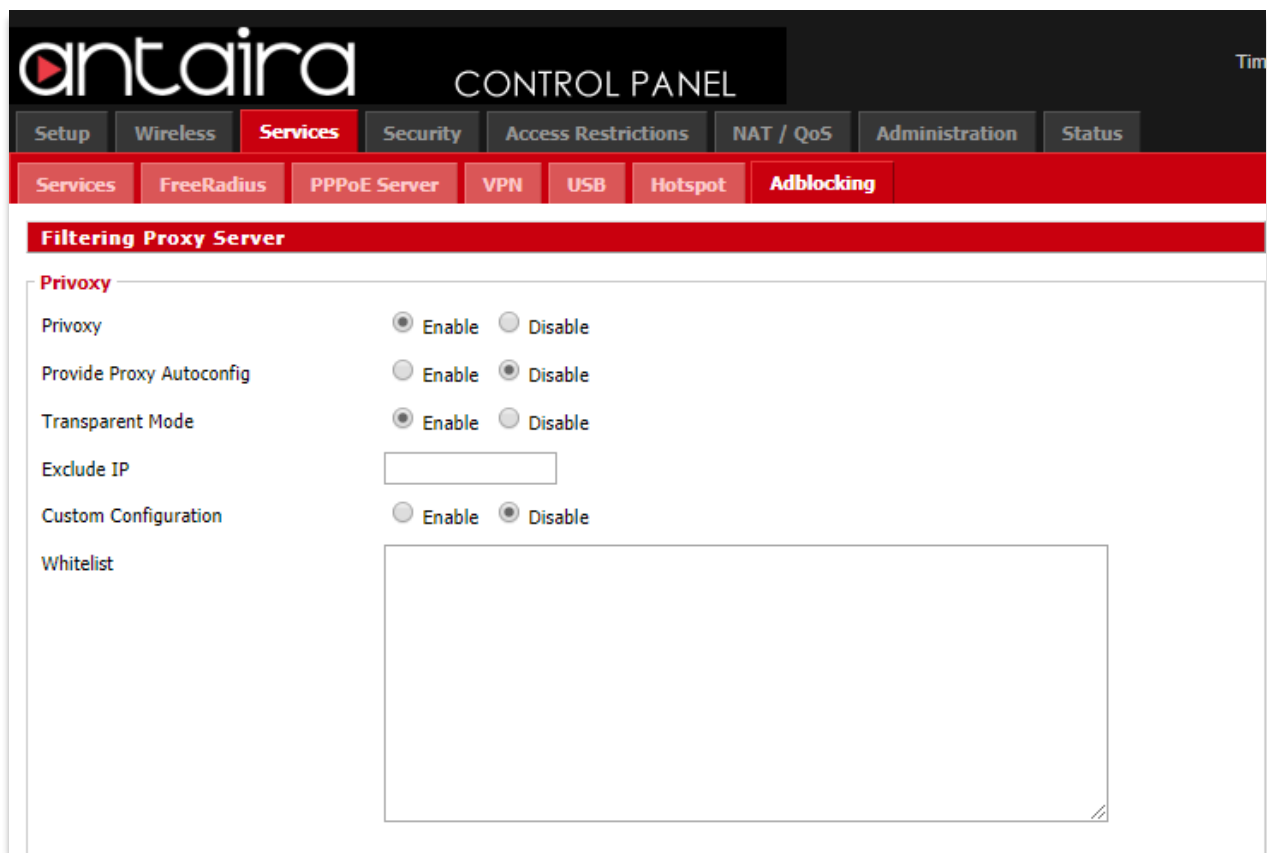 antaira CONTROL PANEL
Tim
Setup Wireless Services Security Access Restrictions NAT / QoS Administration Status
Services FreeRadius PPPoE Server VPN USB Hotspot Adblocking
Filtering Proxy Server
Privoxy
Privoxy Enable Disable
Provide Proxy Autoconfig Enable Disable
Transparent Mode Enable Disable
Exclude IP
Custom Configuration Enable Disable
Whitelist